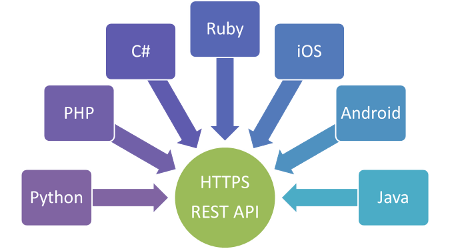 Ruby
C#
iOS
PHP
Android
HTTPS
REST API
Python
Java